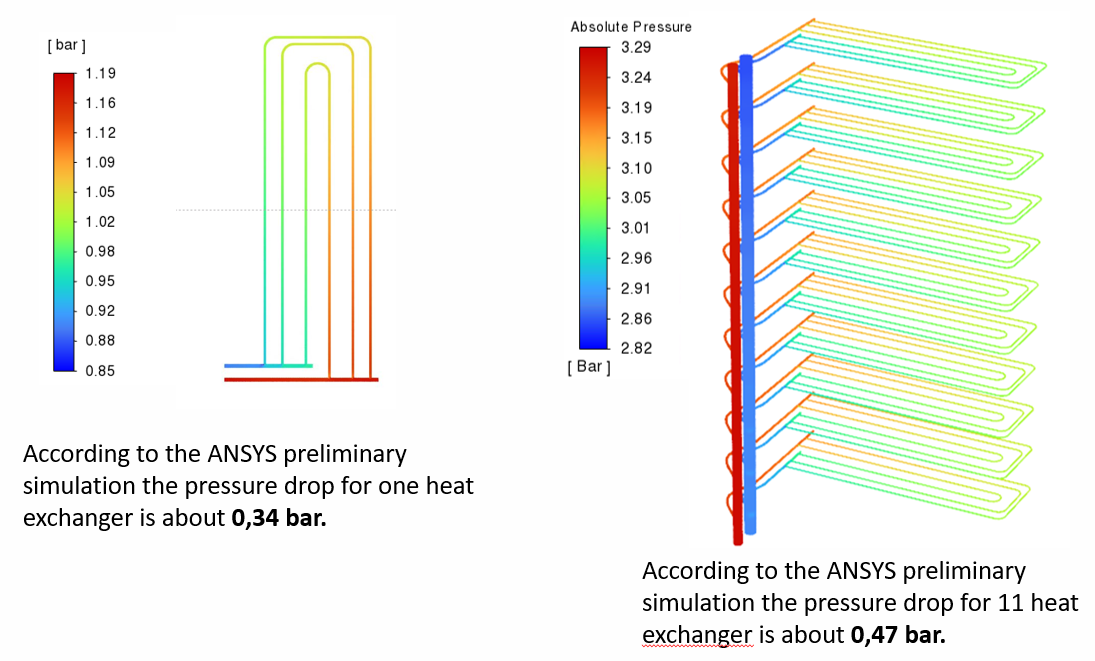 [ bar ]
1.19
1.16
1.12
1.09
1.05
1.02
0.98
0.95
0.92
0.88
0.85
According to the ANSYS preliminary
simulation the pressure drop for one heat
exchanger is about 0,34 bar.
Absolute Pressure
3.29
3.24
3.19
3.15
3.10
3.05
3.01
2.96
2.91
2.86
2.82
[ Bar ]
According to the ANSYS preliminary
simulation the pressure drop for 11 heat
exchanger is about 0,47 bar.